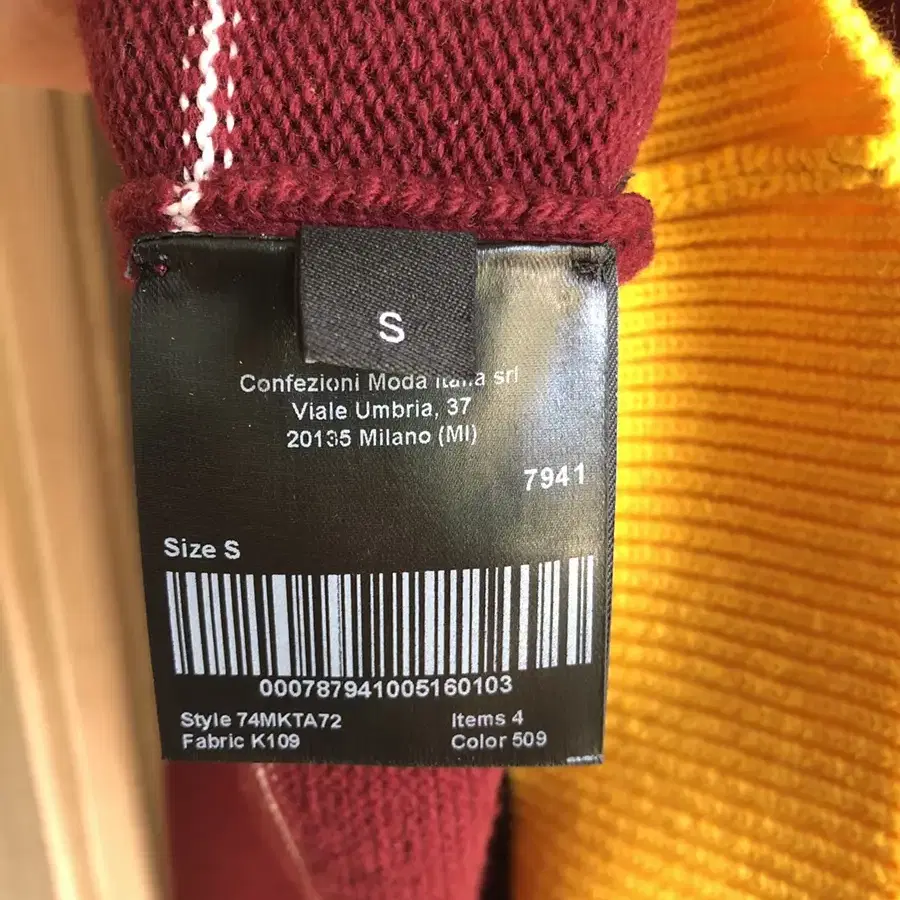 S
Confezioni Moda Italia srl
Viale Umbria, 37
20135 Milano (MI)
7941
Size S
000787941005160103
Style 74MKTA72
Items 4
Fabric K109
Color 509